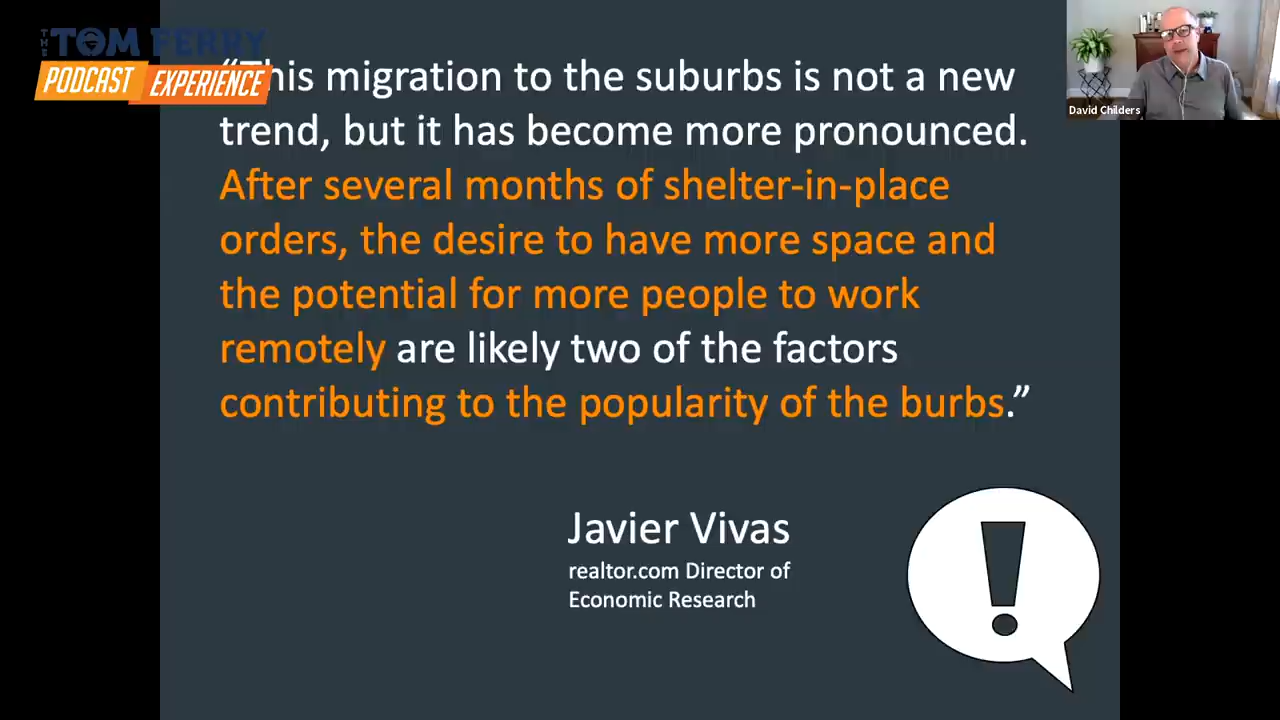 THE TOM FERRY
PODCAST EXPERIENCE
David Childers
“This migration to the suburbs is not a new
trend, but it has become more pronounced.
After several months of shelter-in-place
orders, the desire to have more space and
the potential for more people to work
remotely are likely two of the factors
contributing to the popularity of the burbs.”
Javier Vivas
realtor.com Director of
Economic Research